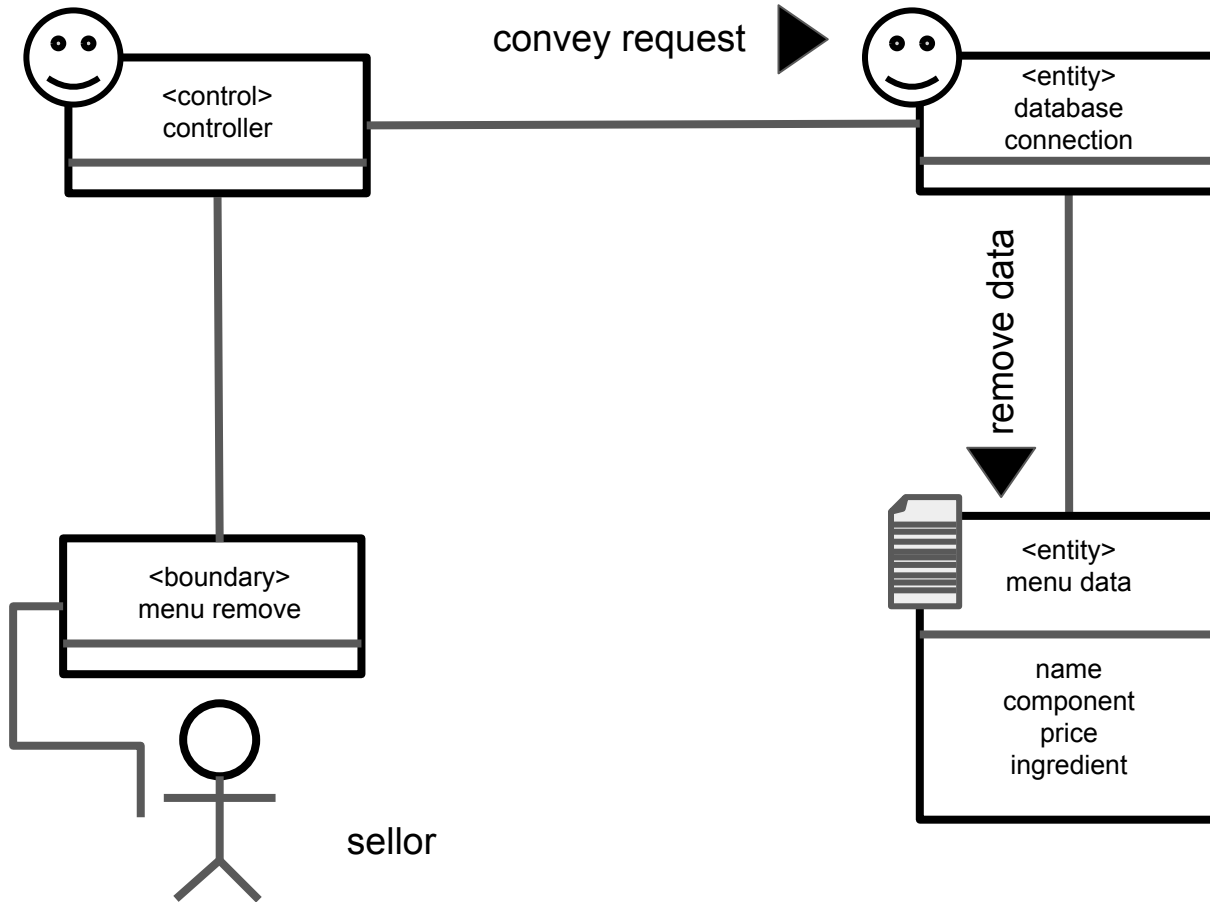 convey request
<control>
controller
<entity>
database
connection
remove data
<boundary>
menu remove
<entity>
menu data
name
component
price
ingredient
sellor